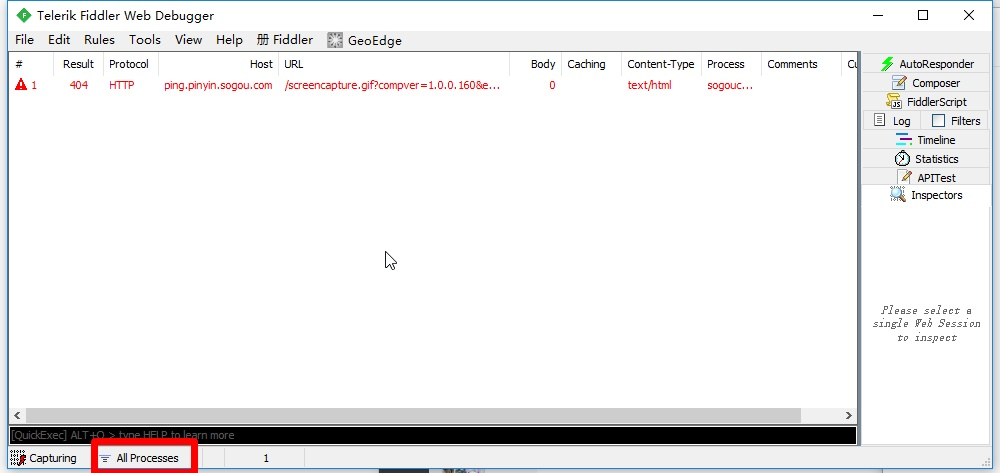 Telerik Fiddler Web Debugger
File Edit Rules Tools View Help 册 Fiddler GeoEdge
# Result Protocol Host URL Body Caching Content-Type Process Comments Cu
1 404 HTTP ping.pinyin.sogou.com /screencapture.gif?compver=1.0.0.160&e... 0 text/html sogouc...
AutoResponder
Composer
FiddlerScript
Log Filters
Timeline
Statistics
APITest
Inspectors
Please select a
single Web Session
to inspect
[QuickExec] ALT+Q > type HELP to learn more
Capturing All Processes 1